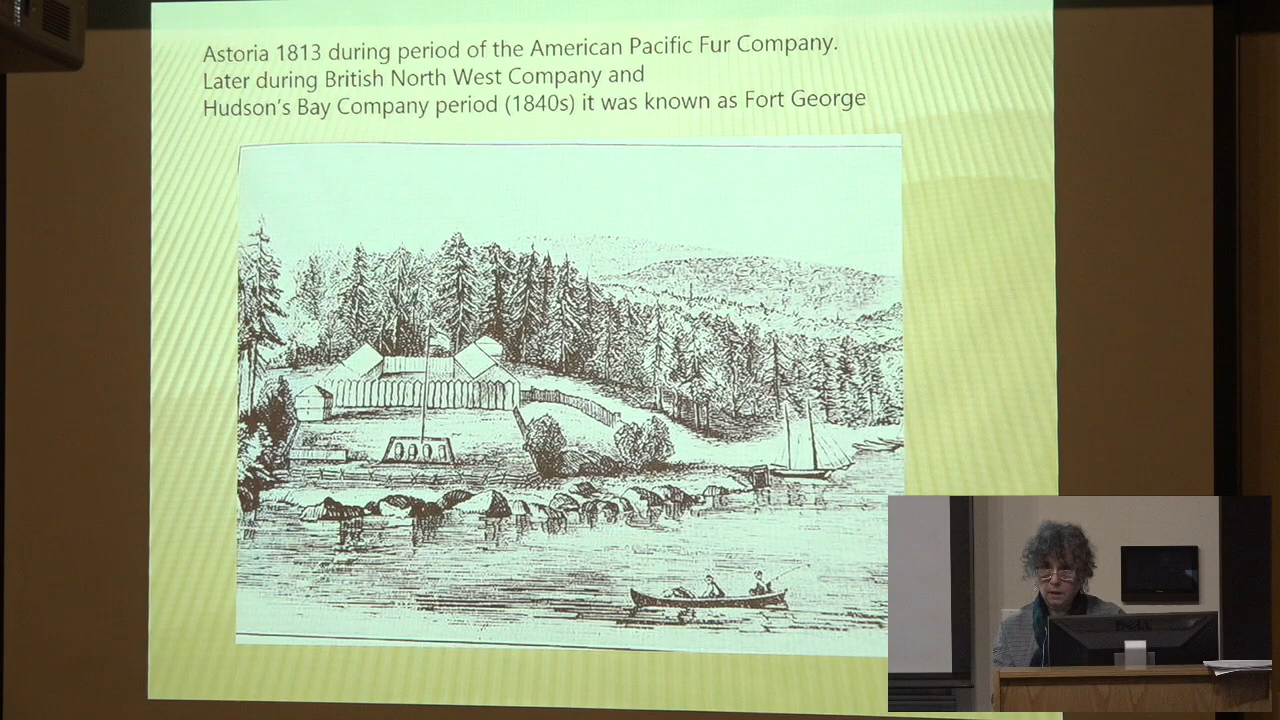 Astoria 1813 during period of the American Pacific Fur Company.
Later during British North West Company and
Hudson's Bay Company period (1840s) it was known as Fort George
DELL